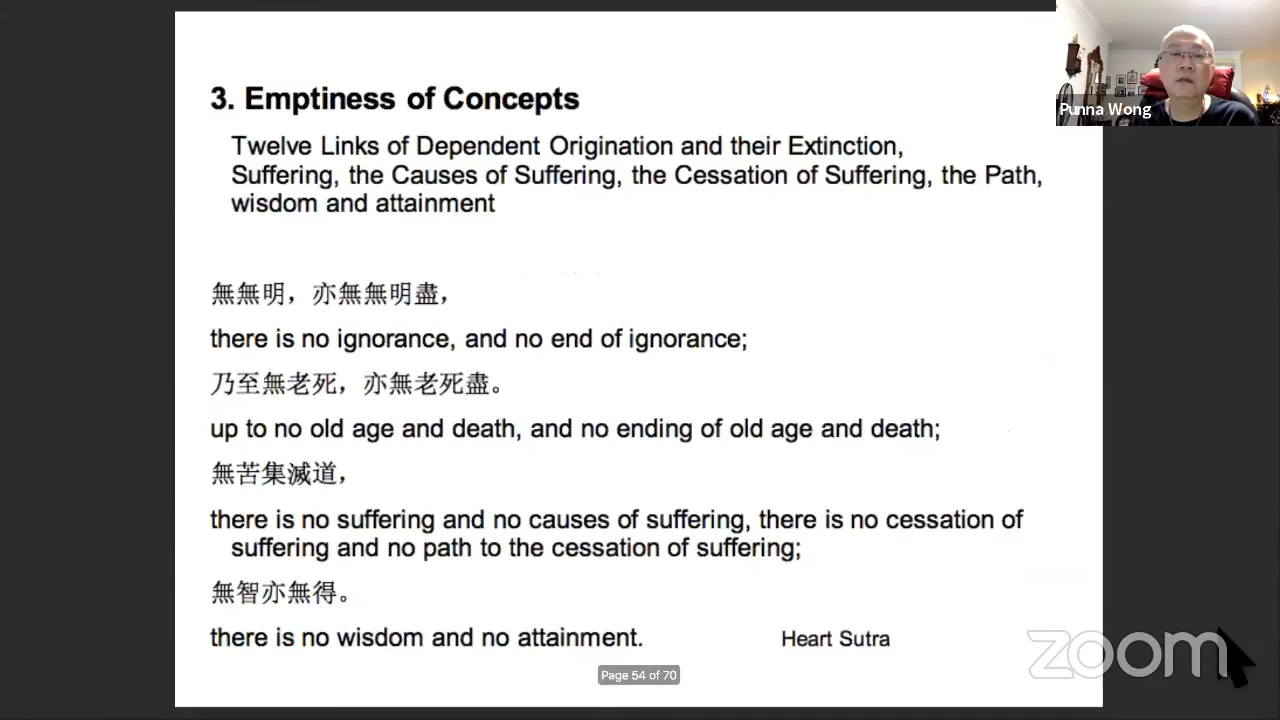 3. Emptiness of Concepts
Twelve Links of Dependent Origination and their Extinction,
Suffering, the Causes of Suffering, the Cessation of Suffering, the Path,
wisdom and attainment
無無明，亦無無明盡，
there is no ignorance, and no end of ignorance;
乃至無老死，亦無老死盡。
up to no old age and death, and no ending of old age and death;
無苦集滅道，
there is no suffering and no causes of suffering, there is no cessation of
suffering and no path to the cessation of suffering;
無智亦無得。
there is no wisdom and no attainment.
Heart Sutra
Page 54 of 70
Punna Wong
zoom